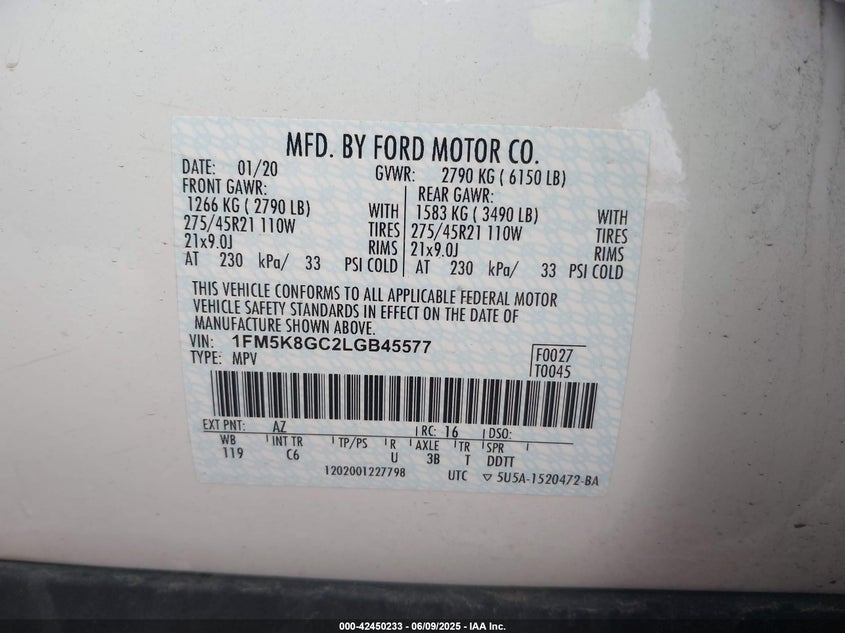 MFD. BY FORD MOTOR CO.
DATE: 01/20 GVWR: 2790 KG ( 6150 LB)
FRONT GAWR: REAR GAWR:
1266 KG ( 2790 LB) WITH 1583 KG ( 3490 LB) WITH
275/45R21 110W TIRES 275/45R21 110W TIRES
21x9.0J RIMS 21x9.0J RIMS
AT 230 kPa/ 33 PSI COLD AT 230 kPa/ 33 PSI COLD
THIS VEHICLE CONFORMS TO ALL APPLICABLE FEDERAL MOTOR
VEHICLE SAFETY STANDARDS IN EFFECT ON THE DATE OF
MANUFACTURE SHOWN ABOVE.
VIN: 1FM5K8GC2LGB45577 F0027
TYPE: MPV T0045
EXT PNT: AZ RC: 16 DSO:
WB INT TR TP/PS R AXLE TR SPR
119 C6 U 3B T DDTT
1202001227798 UTC ▽ 5U5A-1520472-BA
000-42450233 / 06/09/2025 - IAA Inc.